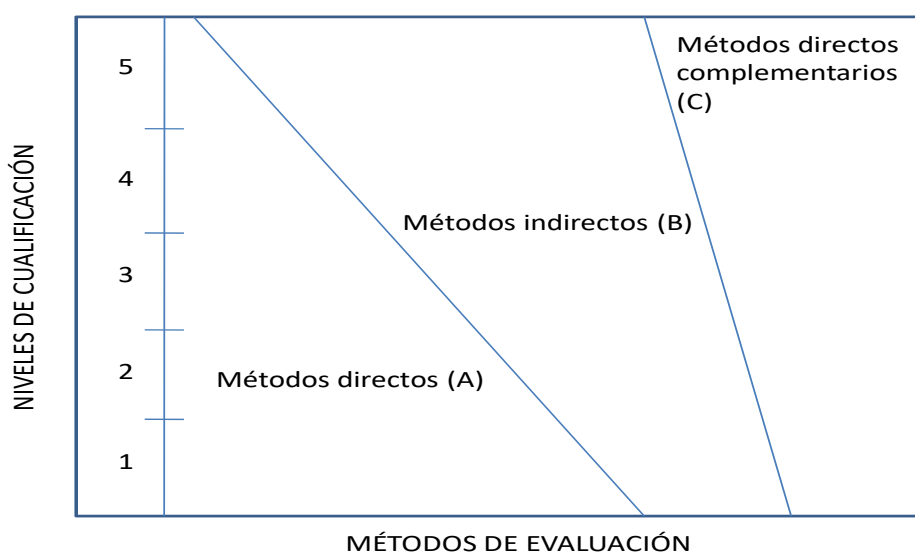 NIVELES DE CUALIFICACIÓN
5
4
3
2
1
Métodos directos
complementarios
(C)
Métodos indirectos (B)
Métodos directos (A)
MÉTODOS DE EVALUACIÓN